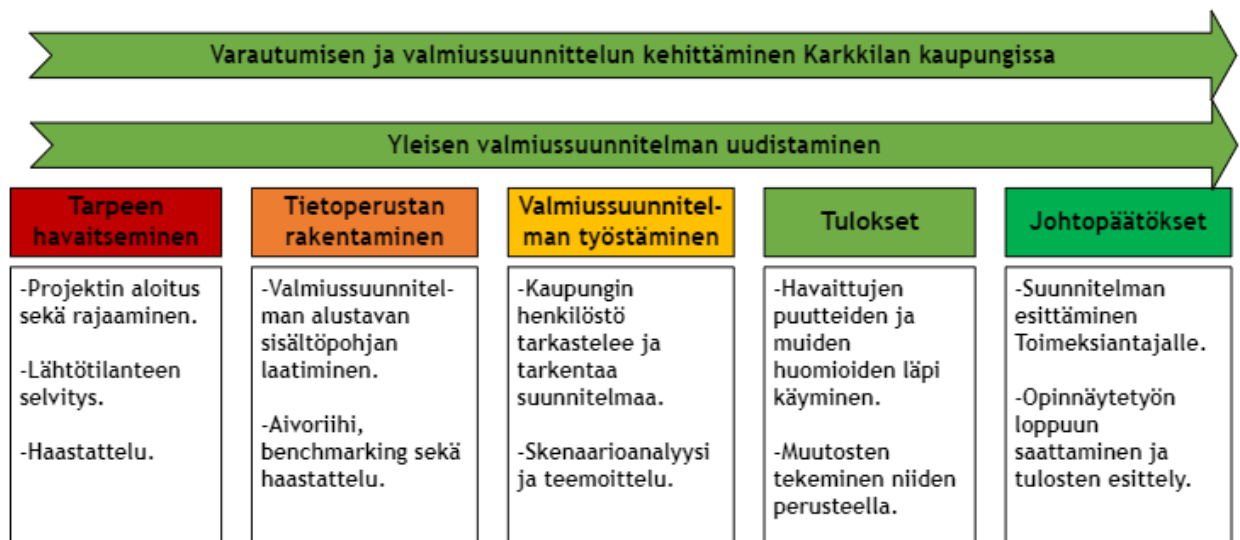 Varautumisen ja valmiussuunnittelun kehittäminen Karkkilan kaupungissa
Yleisen valmiussuunnitelman uudistaminen
Tarpeen
havaitseminen
-Projektin aloitus
sekä rajaaminen.
-Lähtötilanteen
selvitys.
-Haastattelu.
Tietoperustan
rakentaminen
-Valmiussuunnitel-
man alustavan
sisältöpohjan
laatiminen.
-Aivoriihi,
benchmarking sekä
haastattelu.
Valmiussuunnitel-
man työstäminen
-Kaupungin
henkilöstö
tarkastelee ja
tarkentaa
suunnitelmaa.
-Skenaarioanalyysi
ja teemoittelu.
Tulokset
-Havaittujen
puutteiden ja
muiden
huomioiden läpi
käyminen.
-Muutosten
tekeminen niiden
perusteella.
Johtopäätökset
-Suunnitelman
esittäminen
Toimeksiantajalle.
-Opinnäytetyön
loppuun
saattaminen ja
tulosten esittely.